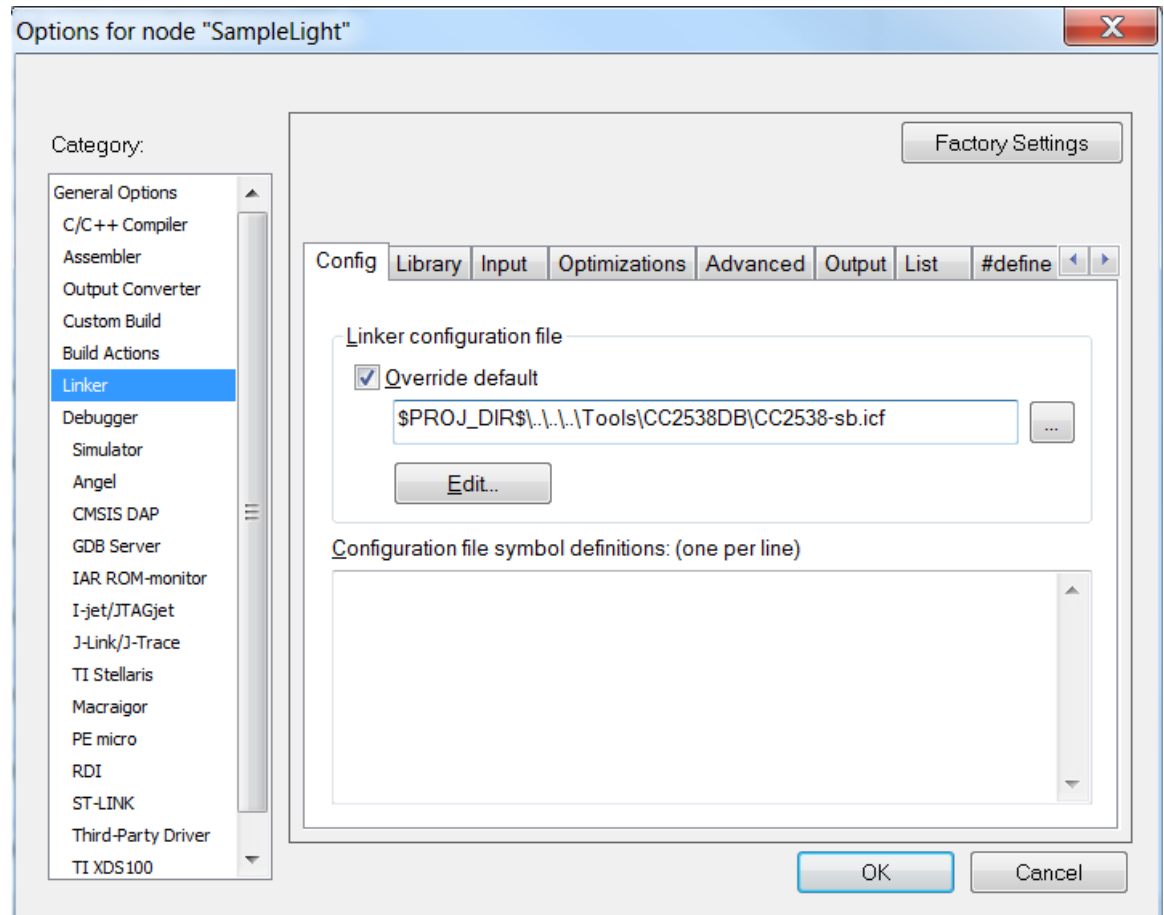 Options for node "SampleLight"
X
Factory Settings
Category:
General Options
C/C++ Compiler
Assembler
Output Converter
Custom Build
Build Actions
Linker
Debugger
Simulator
Angel
CMSIS DAP
GDB Server
IAR ROM-monitor
I-jet/JTAGjet
J-Link/J-Trace
TI Stellaris
Macraigor
PE micro
RDI
ST-LINK
Third-Party Driver
TI XDS100
Config Library Input Optimizations Advanced Output List #define
Linker configuration file
Override default
$PROJ_DIR$\..\..\..\Tools\CC2538DB\CC2538-sb.icf
...
Edit...
Configuration file symbol definitions: (one per line)
OK Cancel